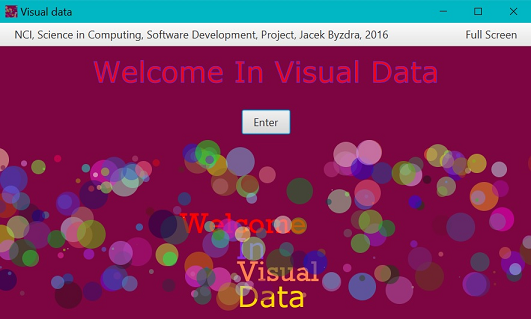 Visual data
NCI, Science in Computing, Software Development, Project, Jacek Byzdra, 2016 Full Screen
Welcome In Visual Data
Enter
Welcome
In
Visual
Data